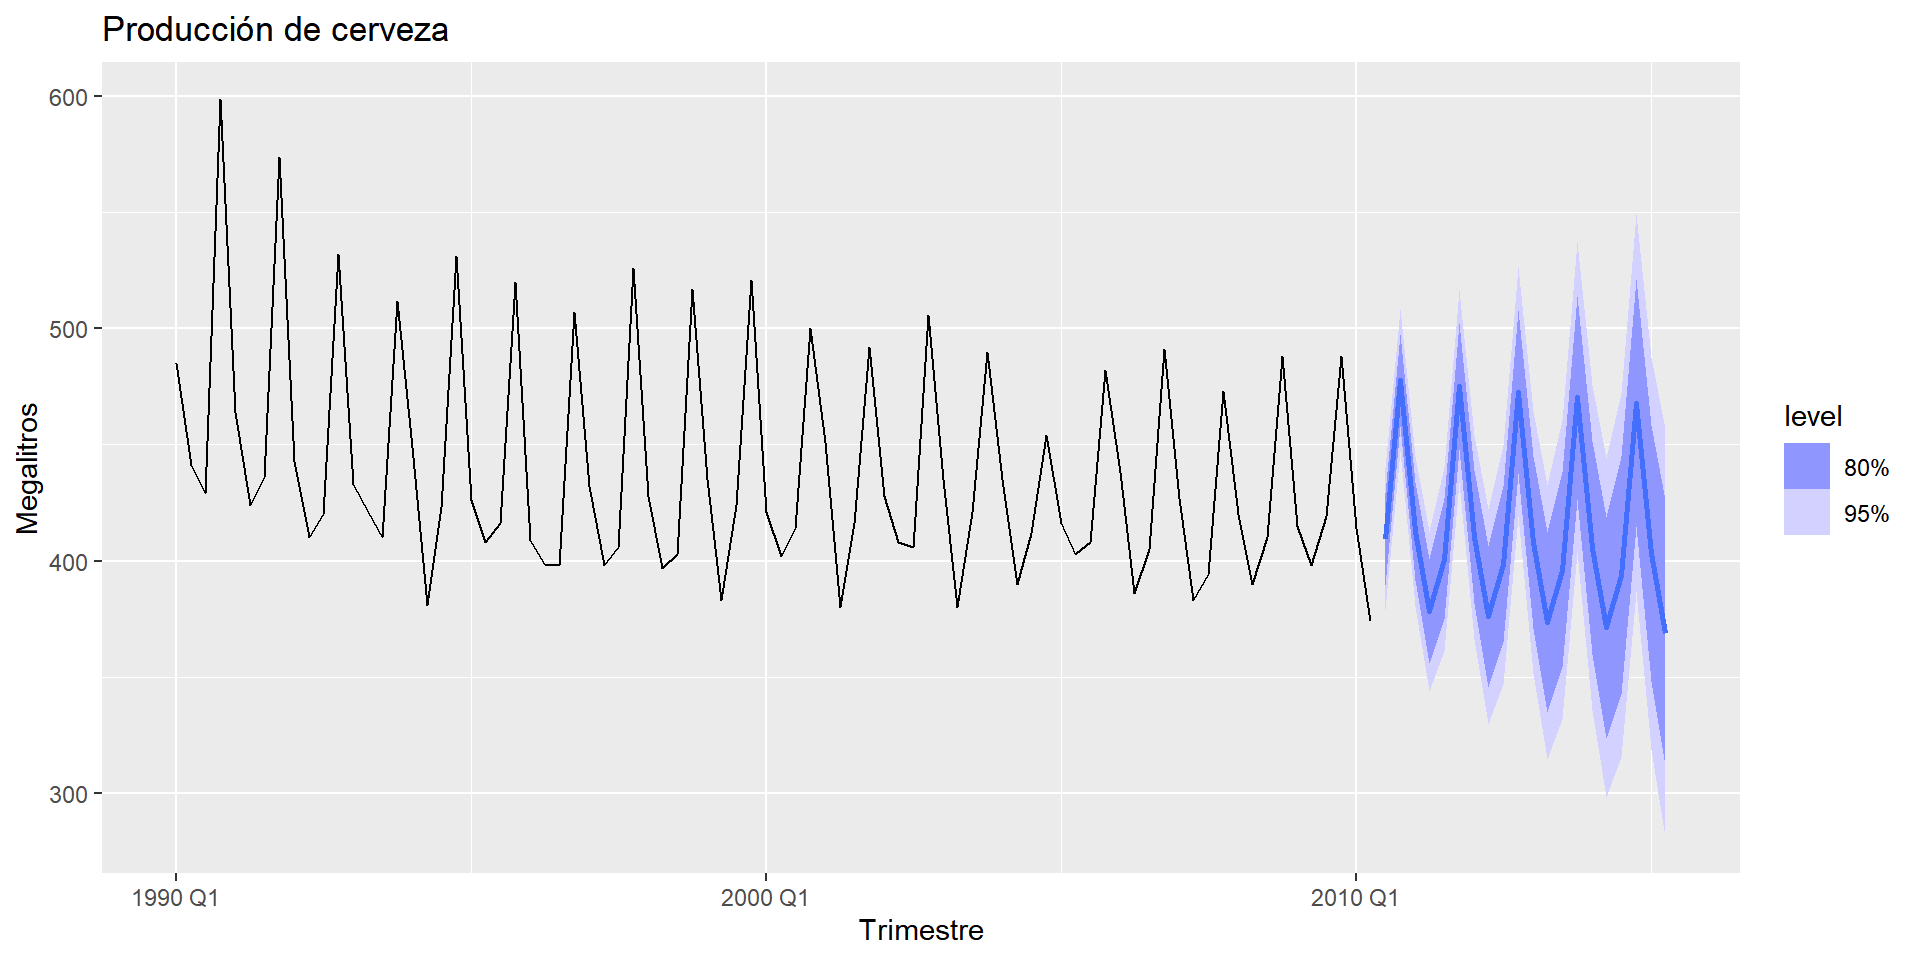 Producción de cerveza
600
500
400
300
Megalitros
1990 Q1
2000 Q1
2010 Q1
Trimestre
level
80%
95%